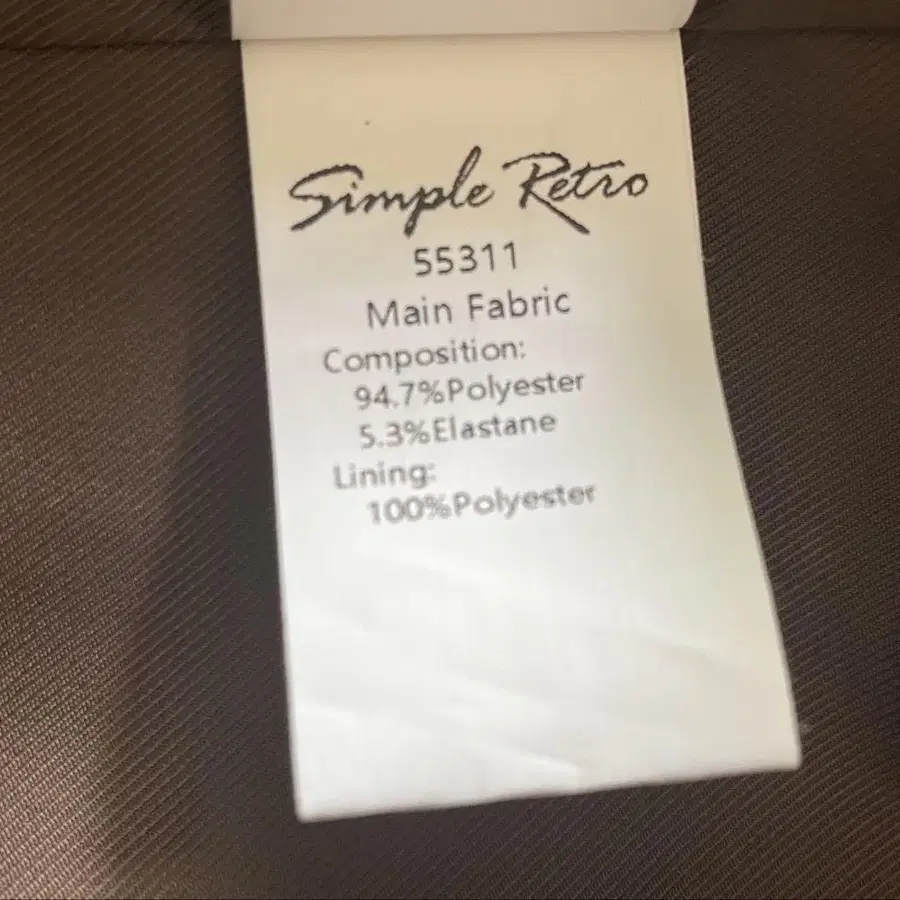 Simple Retro
55311
Main Fabric
Composition:
94.7%Polyester
5.3%Elastane
Lining:
100%Polyester